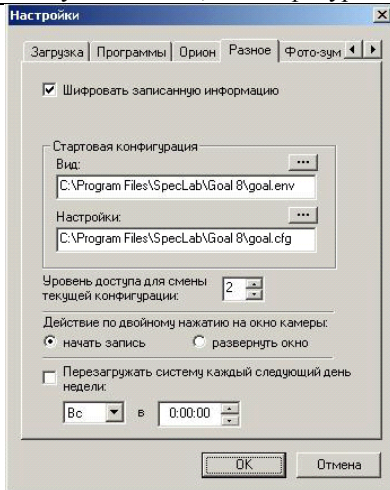 Настройки
Загрузка Программы Орион Разное Фото-зум
Шифровать записанную информацию
Стартовая конфигурация
Вид:
...
C:\Program Files\SpecLab\Goal 8\goal.env
Настройки:
...
C:\Program Files\SpecLab\Goal 8\goal.cfg
Уровень доступа для смены
текущей конфигурации:
2
Действие по двойному нажатию на окно камеры:
начать запись развернуть окно
Перезагружать систему каждый следующий день
недели:
Вс в 0:00:00
OK Отмена